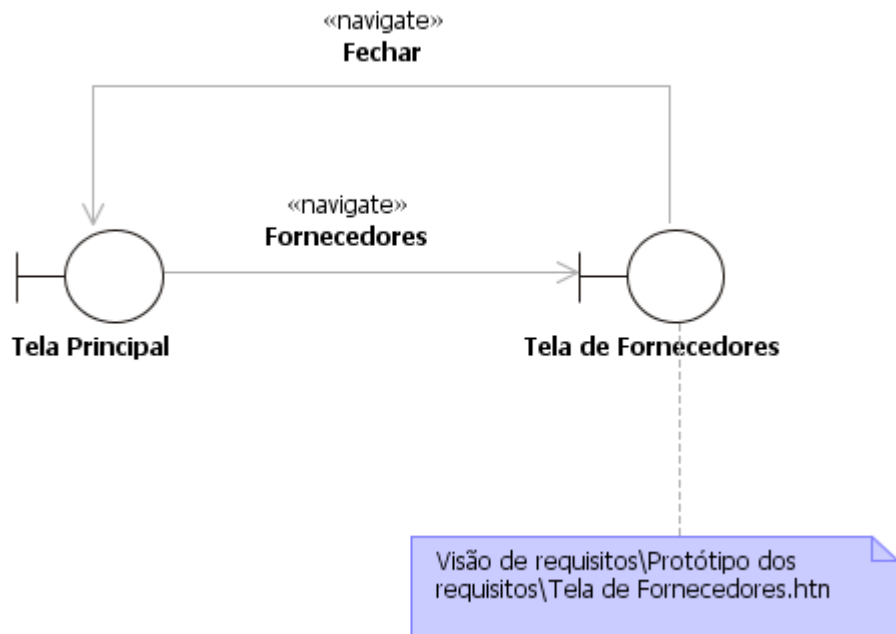 «navigate»
Fechar
«navigate»
Fornecedores
Tela Principal
Tela de Fornecedores
Visão de requisitos\Protótipo dos
requisitos\Tela de Fornecedores.htn